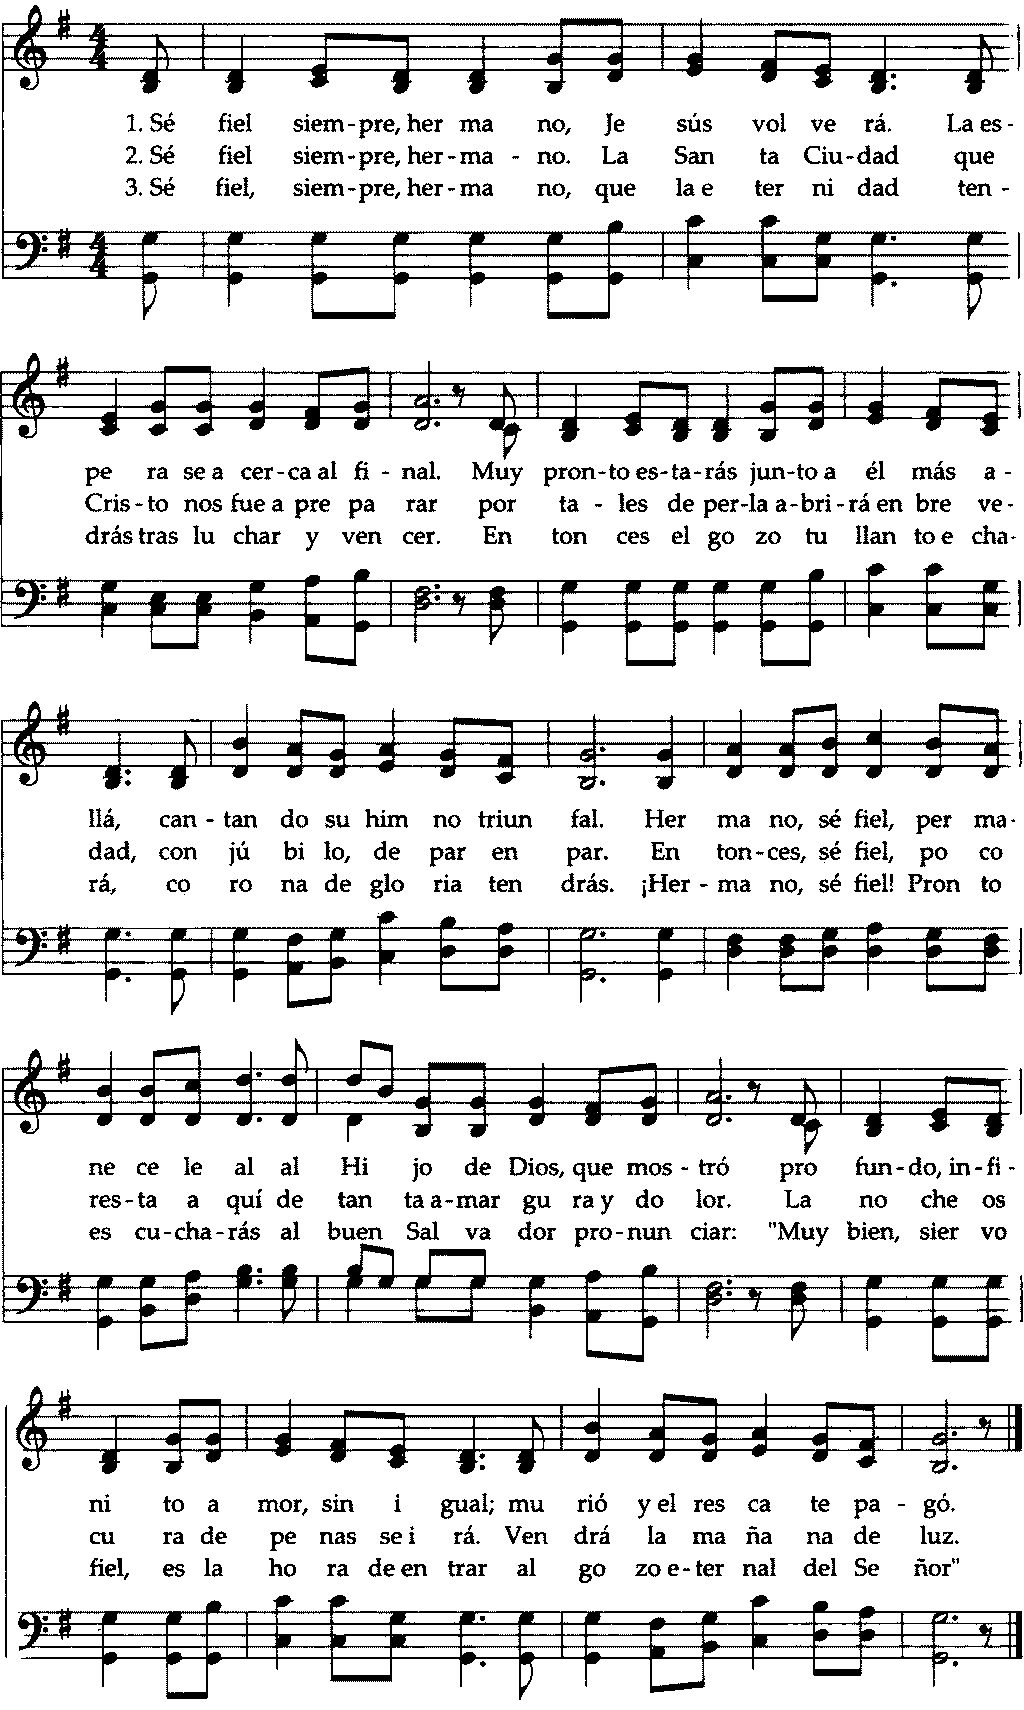 1. Sé fiel siem-pre, her ma no, Je sús vol ve rá. La es-
2. Sé fiel siem-pre, her-ma - no. La San ta Ciu-dad que
3. Sé fiel, siem-pre, her-ma no, que la e ter ni dad ten-
pe ra se a cer-ca al fi-nal. Muy pron-to es-ta-rás jun-to a él más a-
Cris-to nos fue a pre pa rar por ta - les de per-la a-bri-rá en bre ve-
drás tras lu char y ven cer. En ton ces el go zo tu llan to e cha-
llá, can-tan do su him no triun fal. Her ma no, sé fiel, per ma-
dad, con jú bi lo, de par en par. En ton-ces, sé fiel, po co
rá, co ro na de glo ria ten drás. ¡Her-ma no, sé fiel! Pron to
ne ce le al al Hi jo de Dios, que mos-tró pro fun-do, in-fi-
res-ta a quí de tan ta a-mar gu ra y do lor. La no che os
es cu-cha-rás al buen Sal va dor pro-nun ciar: "Muy bien, sier vo
ni to a mor, sin i gual; mu rió y el res ca te pa - gó.
cu ra de pe nas se i rá. Ven drá la ma ña na de luz.
fiel, es la ho ra de en trar al go zo e-ter nal del Se ñor"